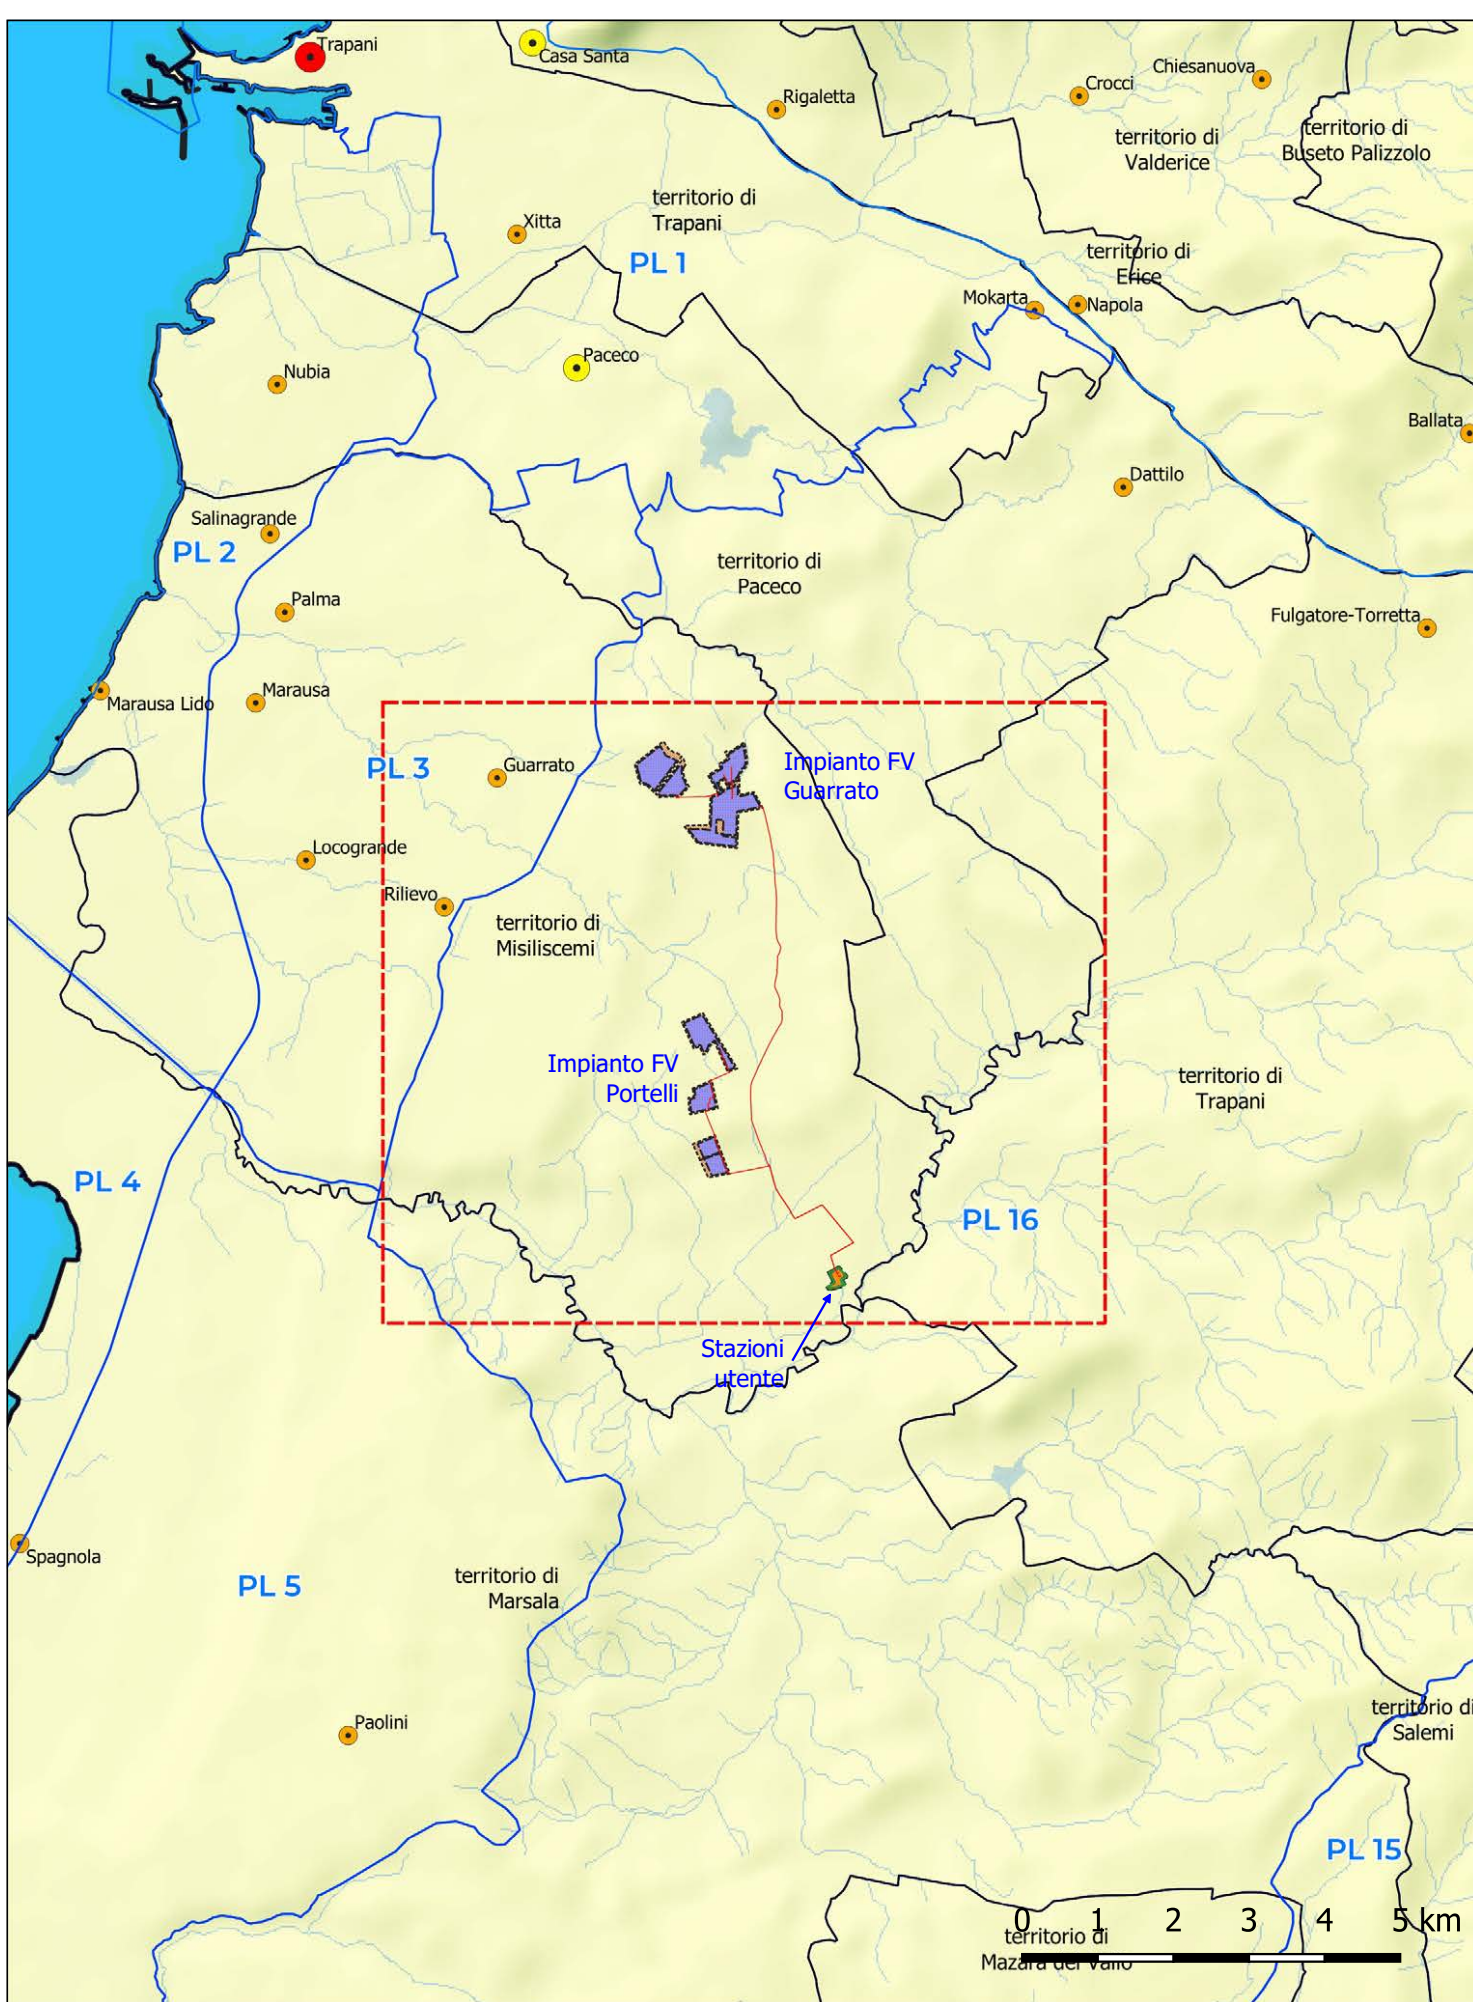 Trapani
Casa Santa
Rigaletta
Crocci
Chiesanuova
territorio di
Valderice
territorio di
Buseto Palizzolo
territorio di
Trapani
Xitta
PL 1
territorio di
Erice
Mokarta
Napola
Nubia
Paceco
Ballata
Dattilo
Salinagrande
PL 2
territorio di
Paceco
Palma
Fulgatore-Torretta
Marausa Lido
Marausa
PL 3
Guarrato
Impianto FV
Guarrato
Locogrande
Rilievo
territorio di
Misiliscemi
Impianto FV
Portelli
territorio di
Trapani
PL 4
PL 16
Stazioni
utente
Spagnola
PL 5
territorio di
Marsala
Paolini
territorio di
Salemi
PL 15
0 1 2 3 4 5 km
territorio di
Mazara del Vallo